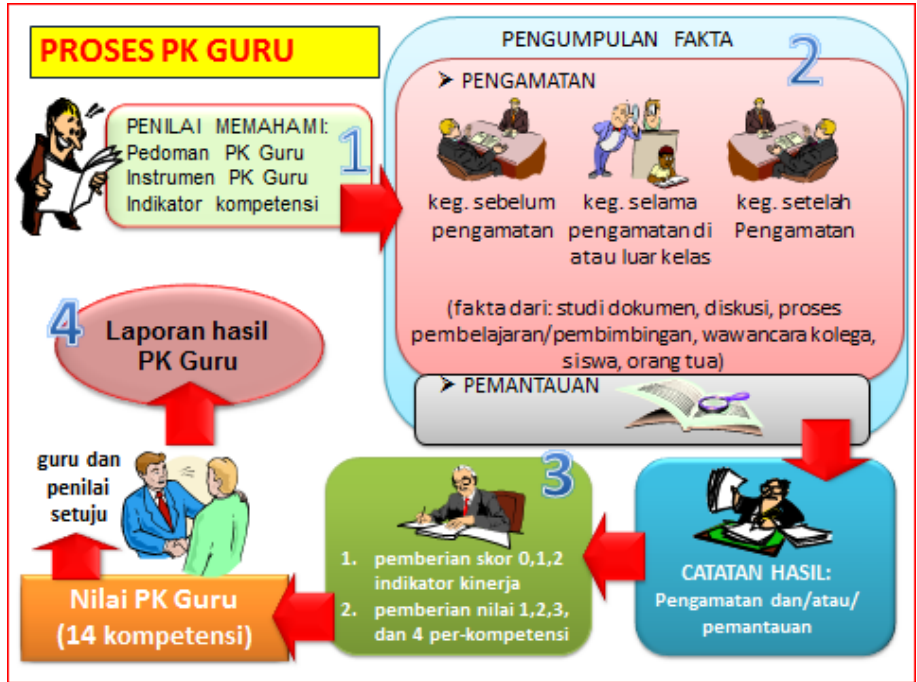 PROSES PK GURU
PENILAI MEMAHAMI:
Pedoman PK Guru
Instrumen PK Guru
Indikator kompetensi
1
PENGUMPULAN FAKTA
2
➤ PENGAMATAN
keg. sebelum
pengamatan
keg. selama
pengamatan di
atau luar kelas
keg. setelah
Pengamatan
(fakta dari: studi dokumen, diskusi, proses
pembelajaran/pembimbingan, wawancara kolega,
siswa, orang tua)
➤ PEMANTAUAN
CATATAN HASIL:
Pengamatan dan/atau/
pemantauan
3
1. pemberian skor 0,1,2
indikator kinerja
2. pemberian nilai 1,2,3,
dan 4 per-kompetensi
Nilai PK Guru
(14 kompetensi)
guru dan
penilai
setuju
4
Laporan hasil
PK Guru